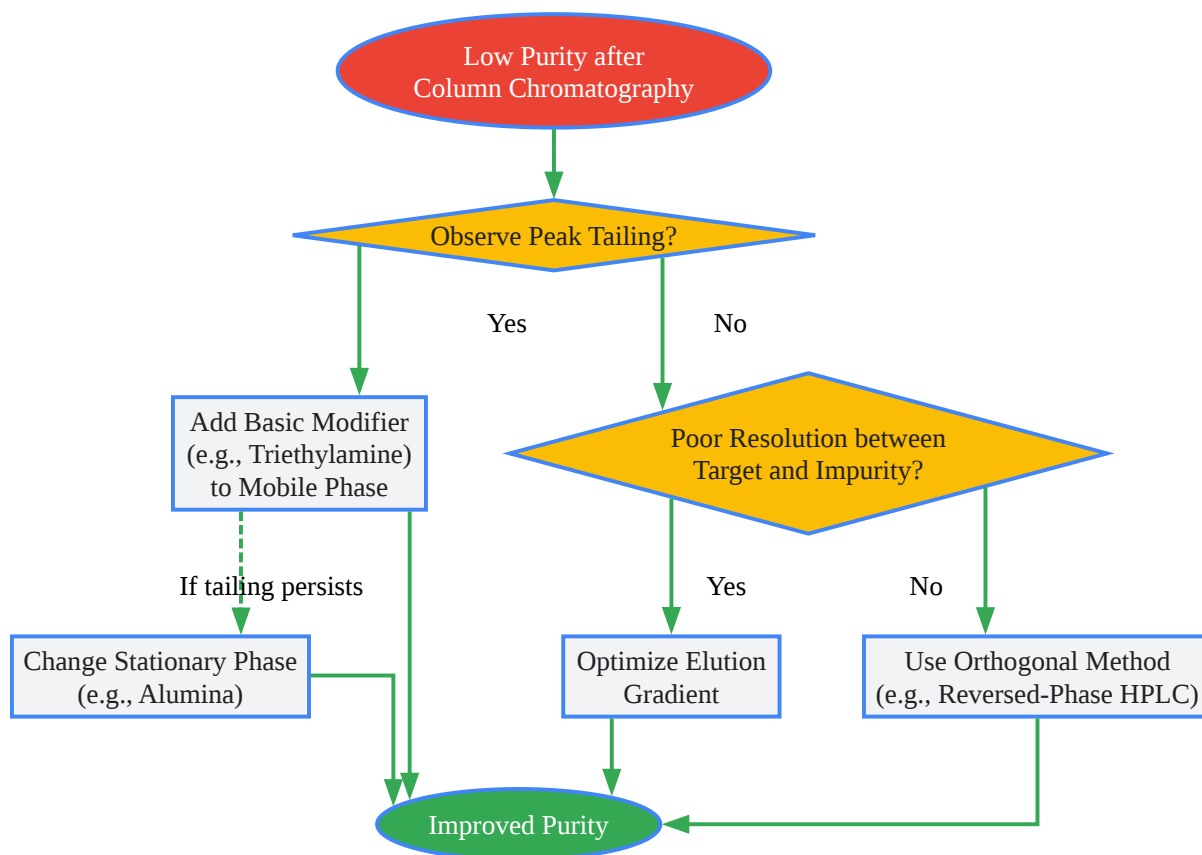 Low Purity after
Column Chromatography
Observe Peak Tailing?
Yes
No
Add Basic Modifier
(e.g., Triethylamine)
to Mobile Phase
Poor Resolution between
Target and Impurity?
If tailing persists
Yes
No
Change Stationary Phase
(e.g., Alumina)
Optimize Elution
Gradient
Use Orthogonal Method
(e.g., Reversed-Phase HPLC)
Improved Purity